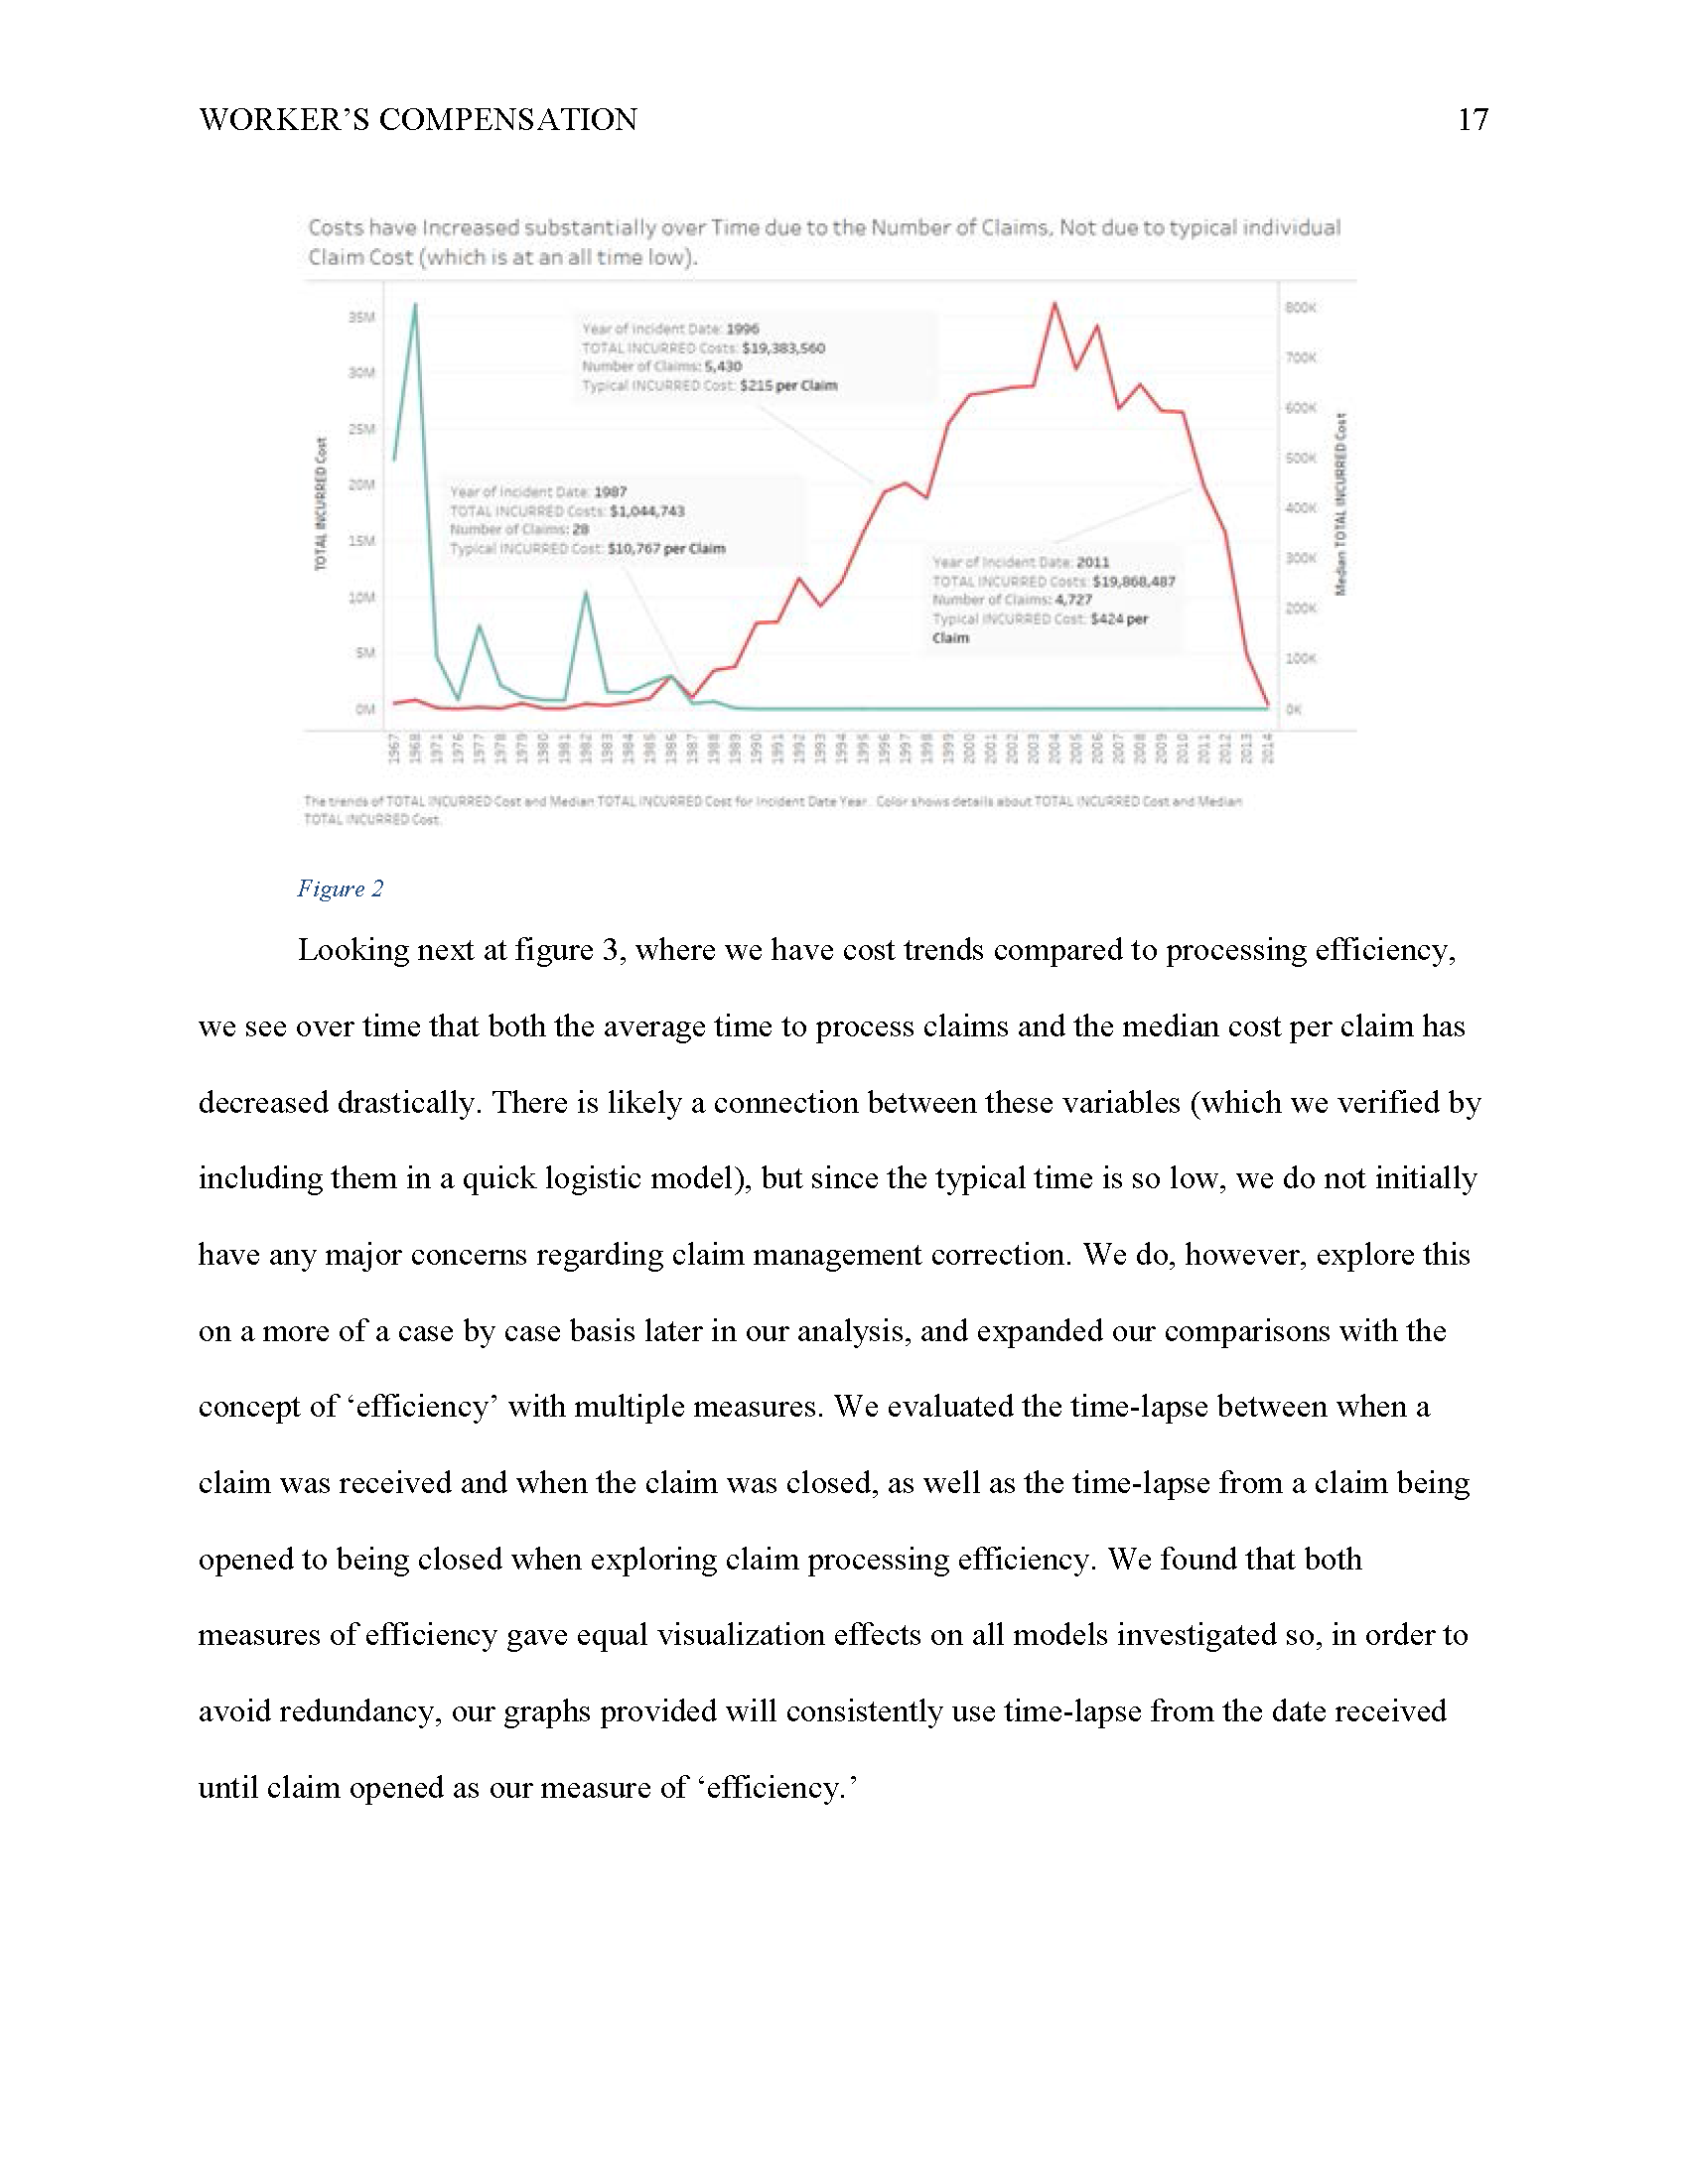 WORKER’S COMPENSATION 17
Costs have Increased substantially over Time due to the Number of Claims, Not due to typical individual
Claim Cost (which is at an all time low).
35M
30M
25M
20M
15M
10M
5M
0M
TOTAL INCURRED Cost
Year of Incident Date: 1996
TOTAL INCURRED Costs: $19,383,560
Number of Claims: 5,430
Typical INCURRED Cost: $215 per Claim
Year of Incident Date: 1987
TOTAL INCURRED Costs: $1,044,743
Number of Claims: 28
Typical INCURRED Cost: $10,767 per Claim
Year of Incident Date: 2011
TOTAL INCURRED Costs: $19,868,487
Number of Claims: 4,727
Typical INCURRED Cost: $424 per
Claim
800K
700K
600K
500K
400K
300K
200K
100K
0K
Median TOTAL INCURRED Cost
1967 1968 1971 1976 1977 1978 1979 1980 1981 1982 1983 1984 1985 1986 1987 1988 1989 1990 1991 1992 1993 1994 1995 1996 1997 1998 1999 2000 2001 2002 2003 2004 2005 2006 2007 2008 2009 2010 2011 2012 2013 2014
The trends of TOTAL INCURRED Cost and Median TOTAL INCURRED Cost for Incident Date Year. Color shows details about TOTAL INCURRED Cost and Median
TOTAL INCURRED Cost.
Figure 2
Looking next at figure 3, where we have cost trends compared to processing efficiency,
we see over time that both the average time to process claims and the median cost per claim has
decreased drastically. There is likely a connection between these variables (which we verified by
including them in a quick logistic model), but since the typical time is so low, we do not initially
have any major concerns regarding claim management correction. We do, however, explore this
on a more of a case by case basis later in our analysis, and expanded our comparisons with the
concept of ‘efficiency’ with multiple measures. We evaluated the time-lapse between when a
claim was received and when the claim was closed, as well as the time-lapse from a claim being
opened to being closed when exploring claim processing efficiency. We found that both
measures of efficiency gave equal visualization effects on all models investigated so, in order to
avoid redundancy, our graphs provided will consistently use time-lapse from the date received
until claim opened as our measure of ‘efficiency.’